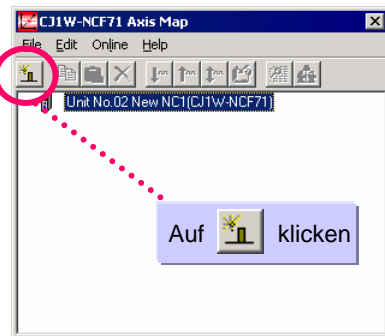 CJ1W-NCF71 Axis Map
File Edit Online Help
Unit No.02 New NC1(CJ1W-NCF71)
Auf klicken